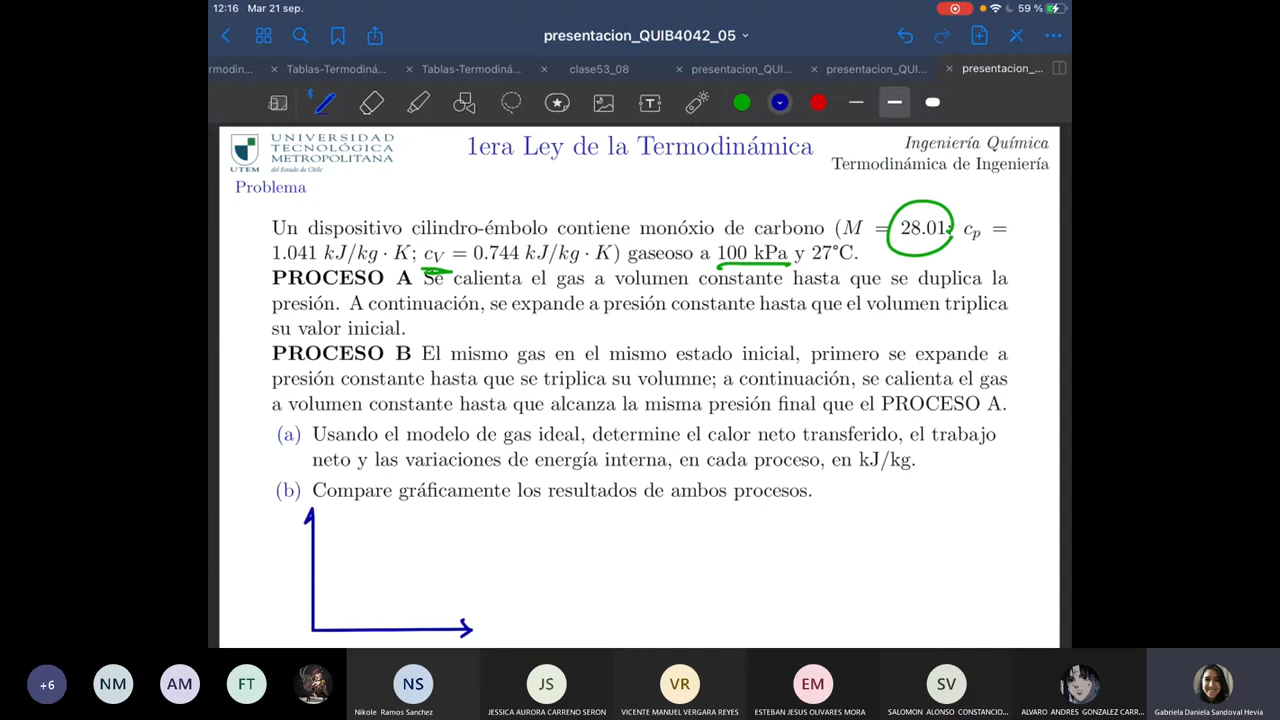 12:16 Mar 21 sep.
59 %
presentacion_QUIB4042_05
rmodin...
Tablas-Termodiná...
Tablas-Termodiná...
clase53_08
presentacion_QUI...
presentacion_QUI...
presentacion_...
UNIVERSIDAD
TECNOLÓGICA
METROPOLITANA
del Estado de Chile
UTEM
1era Ley de la Termodinámica
Ingeniería Química
Termodinámica de Ingeniería
Problema
Un dispositivo cilindro-émbolo contiene monóxio de carbono (M = 28.01; cp =
1.041 kJ/kg · K; cV = 0.744 kJ/kg · K) gaseoso a 100 kPa y 27°C.
PROCESO A Se calienta el gas a volumen constante hasta que se duplica la
presión. A continuación, se expande a presión constante hasta que el volumen triplica
su valor inicial.
PROCESO B El mismo gas en el mismo estado inicial, primero se expande a
presión constante hasta que se triplica su volumne; a continuación, se calienta el gas
a volumen constante hasta que alcanza la misma presión final que el PROCESO A.
(a) Usando el modelo de gas ideal, determine el calor neto transferido, el trabajo
neto y las variaciones de energía interna, en cada proceso, en kJ/kg.
(b) Compare gráficamente los resultados de ambos procesos.
+6
NM
AM
FT
NS
JS
VR
EM
SV
Nikole Ramos Sanchez
JESSICA AURORA CARRENO SERON
VICENTE MANUEL VERGARA REYES
ESTEBAN JESUS OLIVARES MORA
SALOMON ALONSO CONSTANCIO...
ALVARO ANDRES GONZALEZ CARR...
Gabriela Daniela Sandoval Hevia